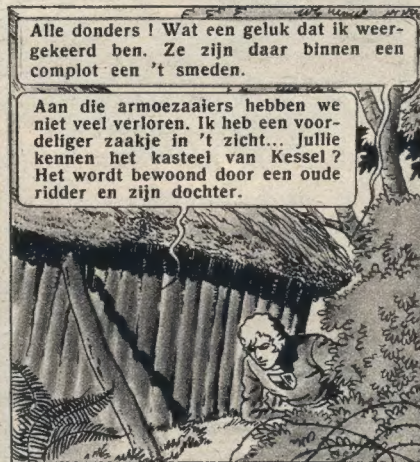 Alle donders ! Wat een geluk dat ik weer-
gekeerd ben. Ze zijn daar binnen een
complot een 't smeden.
Aan die armoezaaiers hebben we
niet veel verloren. Ik heb een voor-
deliger zaakje in 't zicht... Jullie
kennen het kasteel van Kessel ?
Het wordt bewoond door een oude
ridder en zijn dochter.